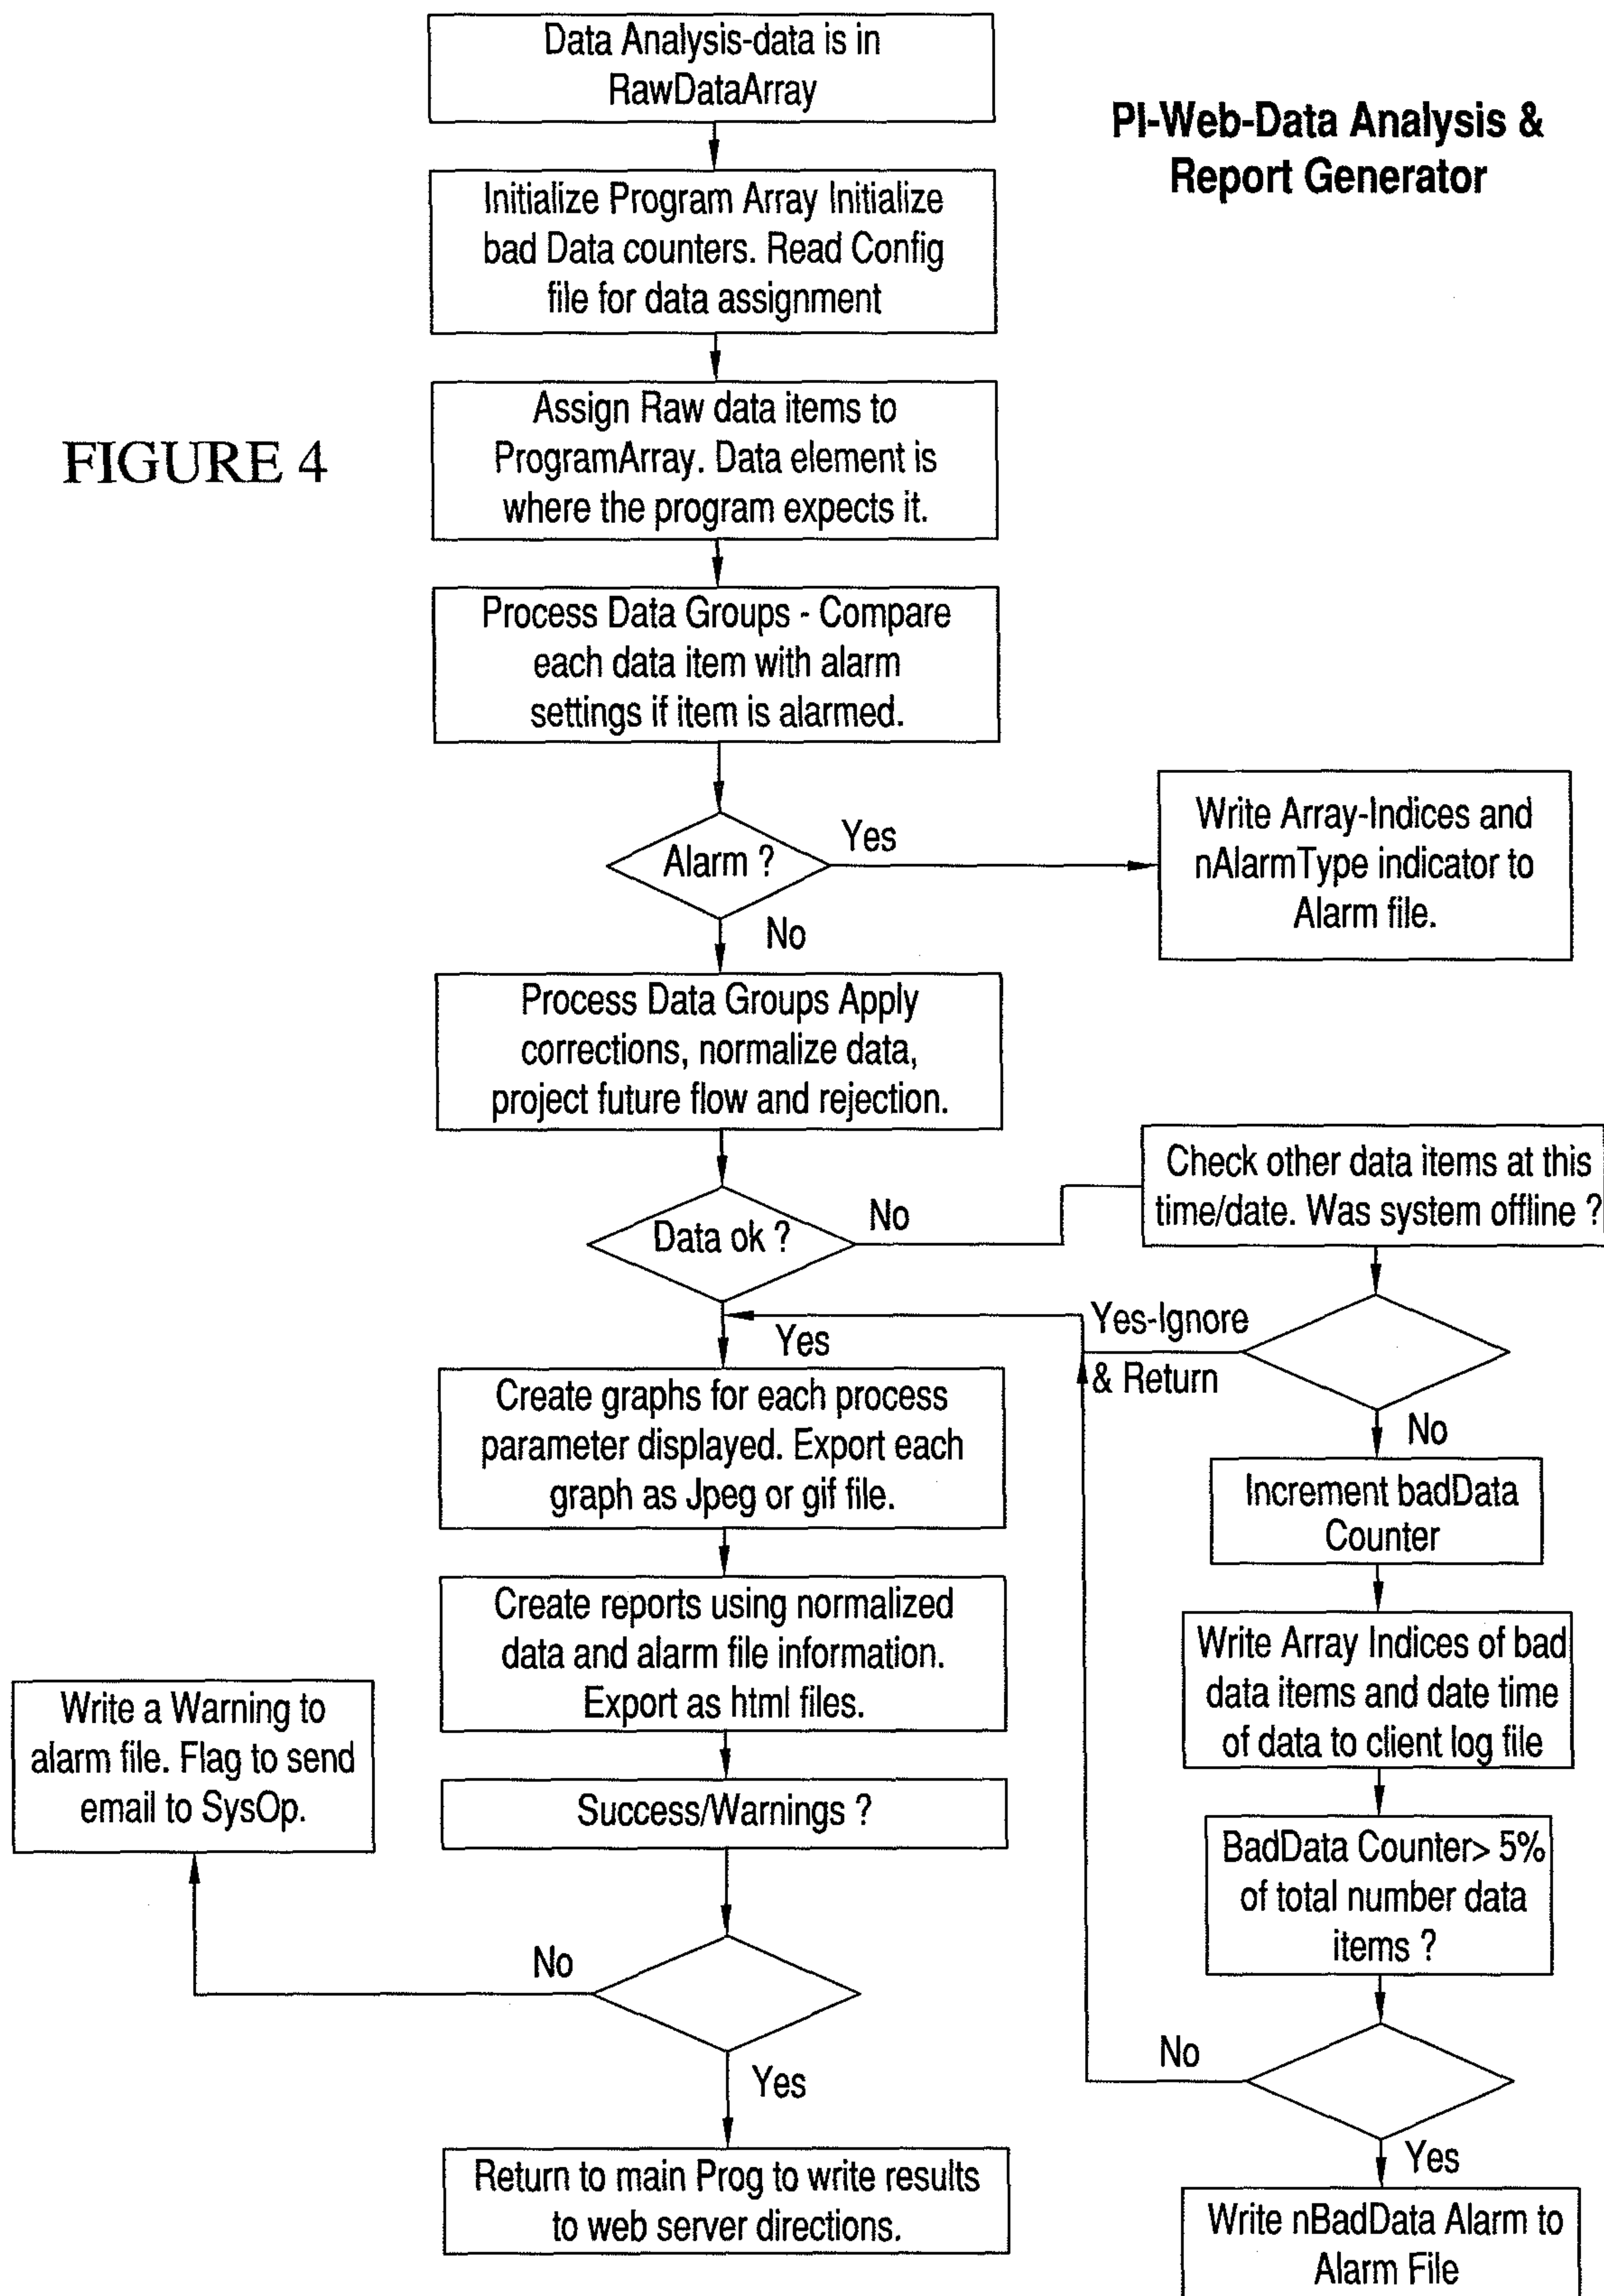 Data Analysis-data is in
RawDataArray
PI-Web-Data Analysis &
Report Generator
Initialize Program Array Initialize
bad Data counters. Read Config
file for data assignment
FIGURE 4
Assign Raw data items to
ProgramArray. Data element is
where the program expects it.
Process Data Groups - Compare
each data item with alarm
settings if item is alarmed.
Alarm ?
Yes
Write Array-Indices and
nAlarmType indicator to
Alarm file.
No
Process Data Groups Apply
corrections, normalize data,
project future flow and rejection.
Data ok ?
No
Check other data items at this
time/date. Was system offline ?
Yes-Ignore
& Return
Yes
No
Create graphs for each process
parameter displayed. Export each
graph as Jpeg or gif file.
Increment badData
Counter
Create reports using normalized
data and alarm file information.
Export as html files.
Write Array Indices of bad
data items and date time
of data to client log file
Write a Warning to
alarm file. Flag to send
email to SysOp.
Success/Warnings ?
BadData Counter> 5%
of total number data
items ?
No
No
Yes
Yes
Return to main Prog to write results
to web server directions.
Write nBadData Alarm to
Alarm File